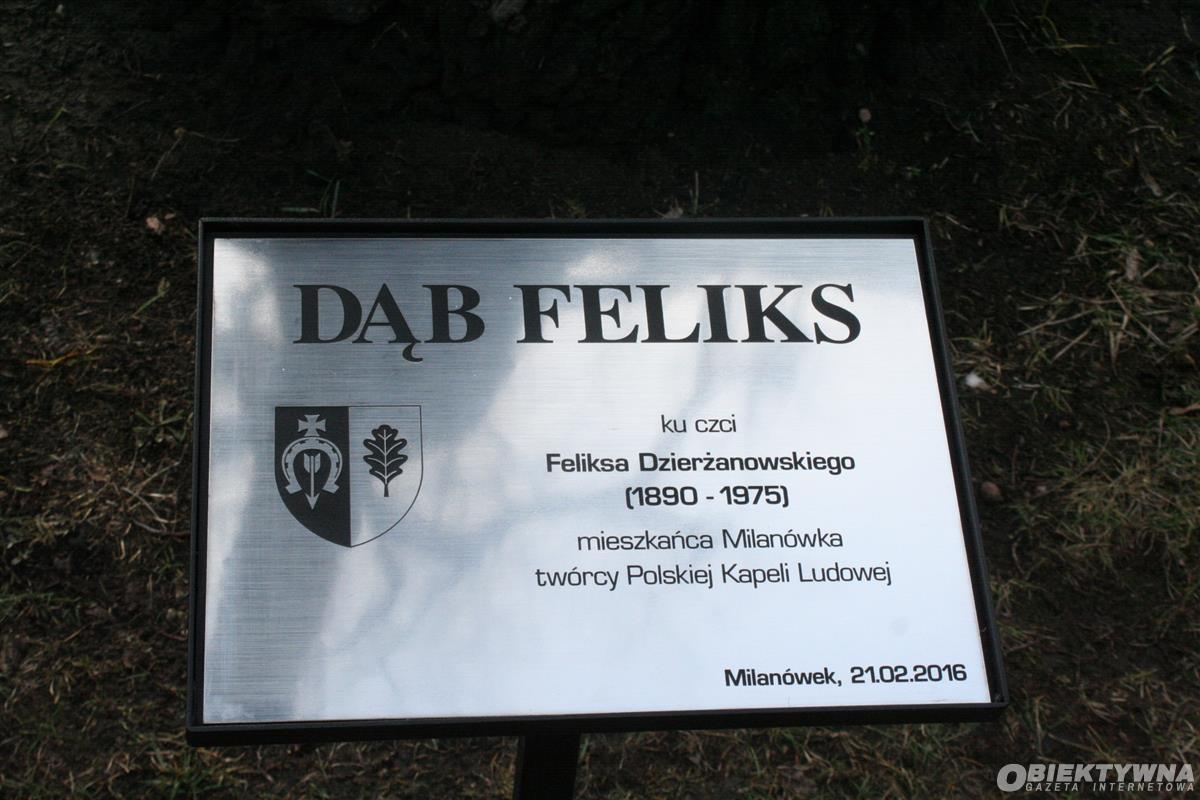 DĄB FELIKS
ku czci
Feliksa Dzierżanowskiego
(1890 - 1975)
mieszkańca Milanówka
twórcy Polskiej Kapeli Ludowej
Milanówek, 21.02.2016
OBIEKTYWNA
GAZETA INTERNETOWA